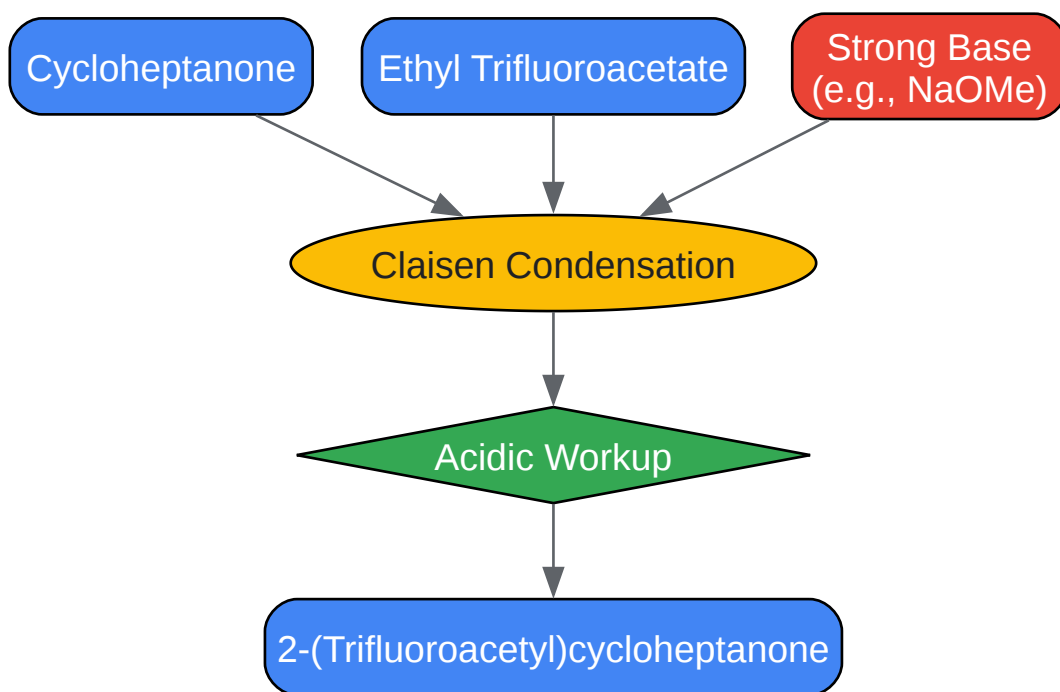 Cycloheptanone
Ethyl Trifluoroacetate
Strong Base
(e.g., NaOMe)
Claisen Condensation
Acidic Workup
2-(Trifluoroacetyl)cycloheptanone